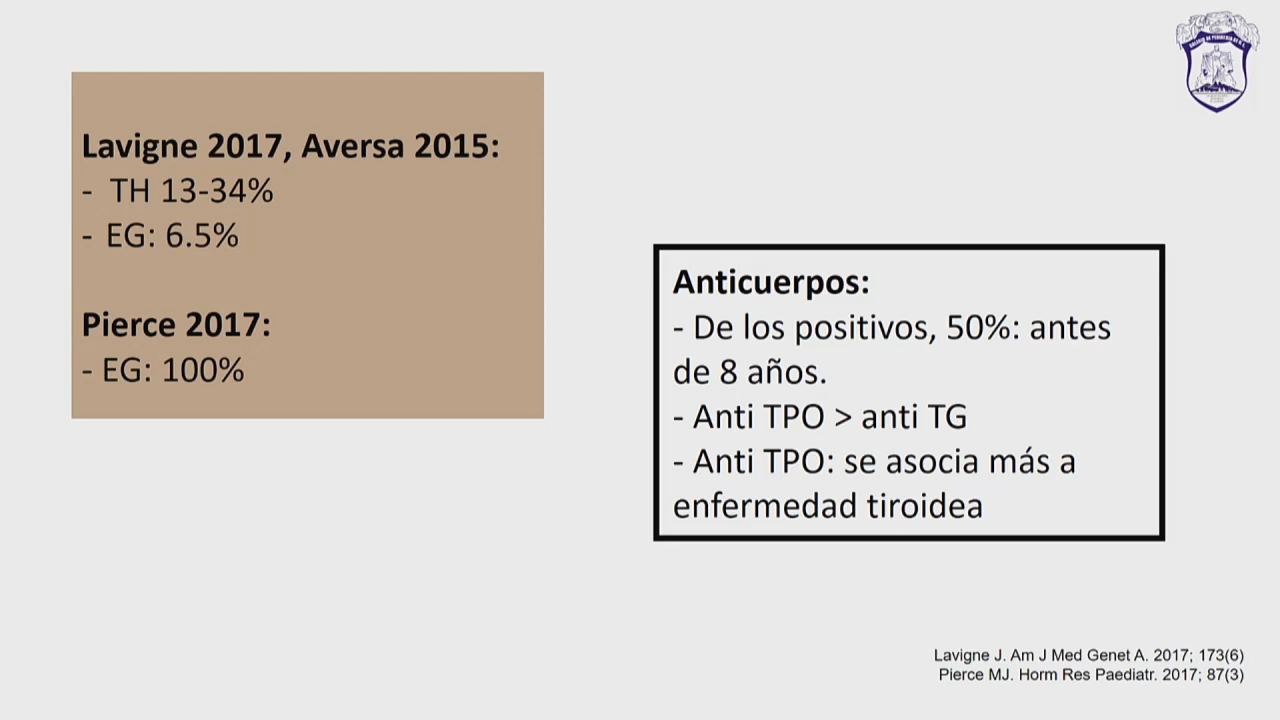 Lavigne 2017, Aversa 2015:
- TH 13-34%
- EG: 6.5%
Pierce 2017:
- EG: 100%
Anticuerpos:
- De los positivos, 50%: antes
de 8 años.
- Anti TPO > anti TG
- Anti TPO: se asocia más a
enfermedad tiroidea
Lavigne J. Am J Med Genet A. 2017; 173(6)
Pierce MJ. Horm Res Paediatr. 2017; 87(3)